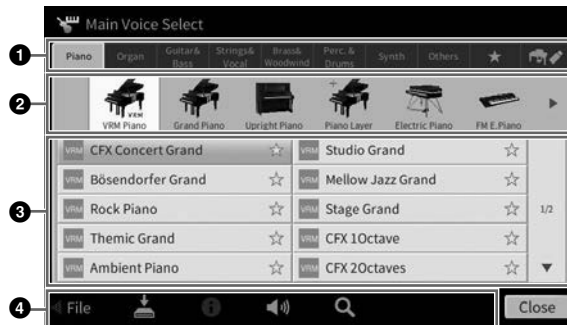 Main Voice Select
1
Piano Organ Guitar& Bass Strings& Vocal Brass& Woodwind Perc. & Drums Synth Others
2
VRM
VRM Piano Grand Piano Upright Piano Piano Layer Electric Piano FM E.Piano
3
VRM CFX Concert Grand VRM Studio Grand
VRM Bösendorfer Grand VRM Mellow Jazz Grand
VRM Rock Piano VRM Stage Grand 1/2
VRM Themic Grand VRM CFX 1Octave
VRM Ambient Piano VRM CFX 2Octaves
4
File Close